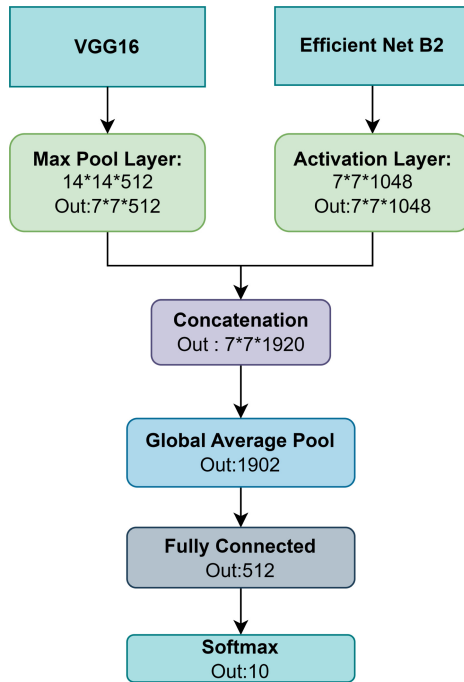 VGG16
Efficient Net B2
Max Pool Layer:
14*14*512
Out:7*7*512
Activation Layer:
7*7*1048
Out:7*7*1048
Concatenation
Out : 7*7*1920
Global Average Pool
Out:1902
Fully Connected
Out:512
Softmax
Out:10